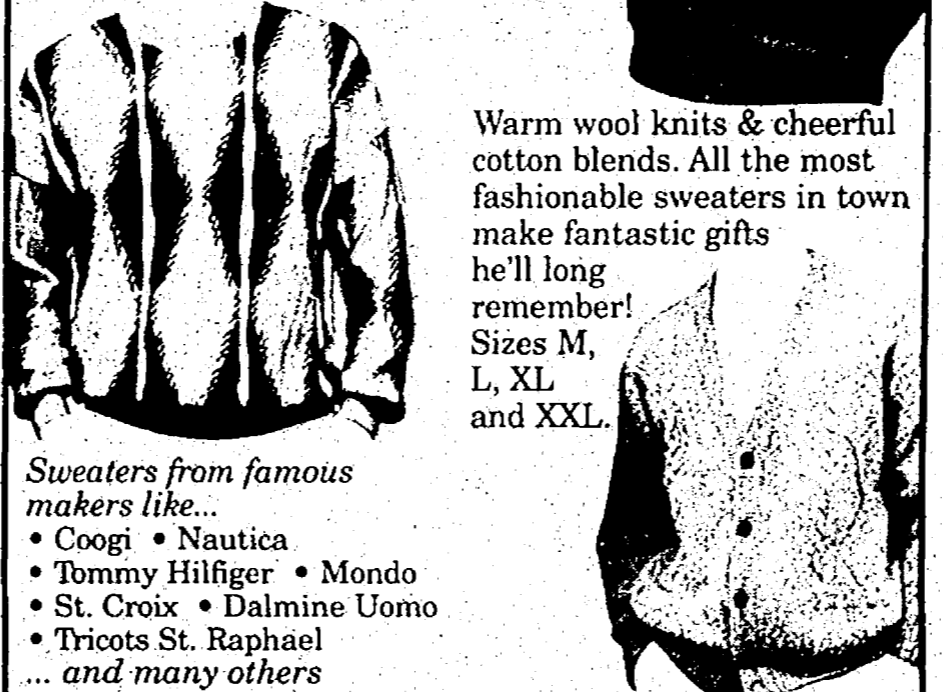 Warm wool knits & cheerful
cotton blends. All the most
fashionable sweaters in town
make fantastic gifts
he'll long
remember!
Sizes M,
L, XL
and XXL.
Sweaters from famous
makers like...
• Coogi • Nautica
• Tommy Hilfiger • Mondo
• St. Croix • Dalmine Uomo
• Tricots St. Raphael
... and many others